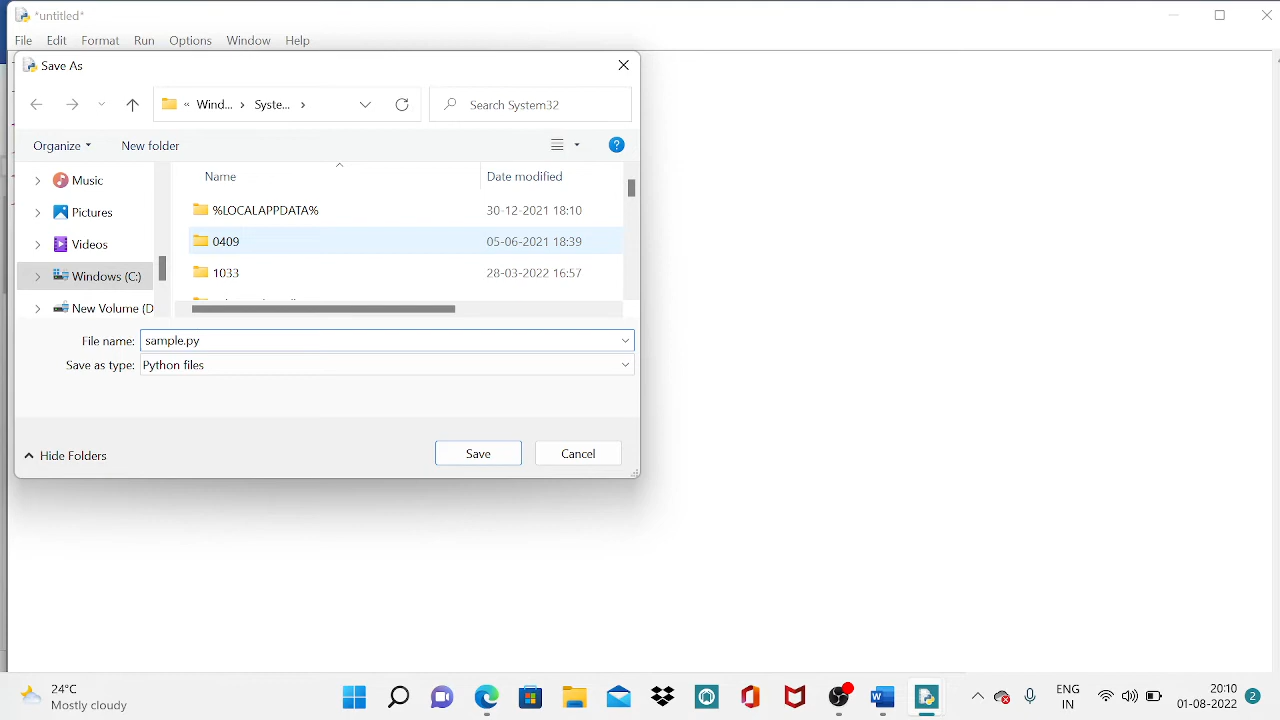 *untitled*
File Edit Format Run Options Window Help
Save As
« Wind... › Syste... ›
Search System32
Organize
New folder
Name
Date modified
Music
Pictures
Videos
Windows (C:)
New Volume (D
%LOCALAPPDATA%
30-12-2021 18:10
0409
05-06-2021 18:39
1033
28-03-2022 16:57
File name: sample.py
Save as type: Python files
Hide Folders
Save
Cancel
24°C
Mostly cloudy
ENG
IN
20:10
01-08-2022
2